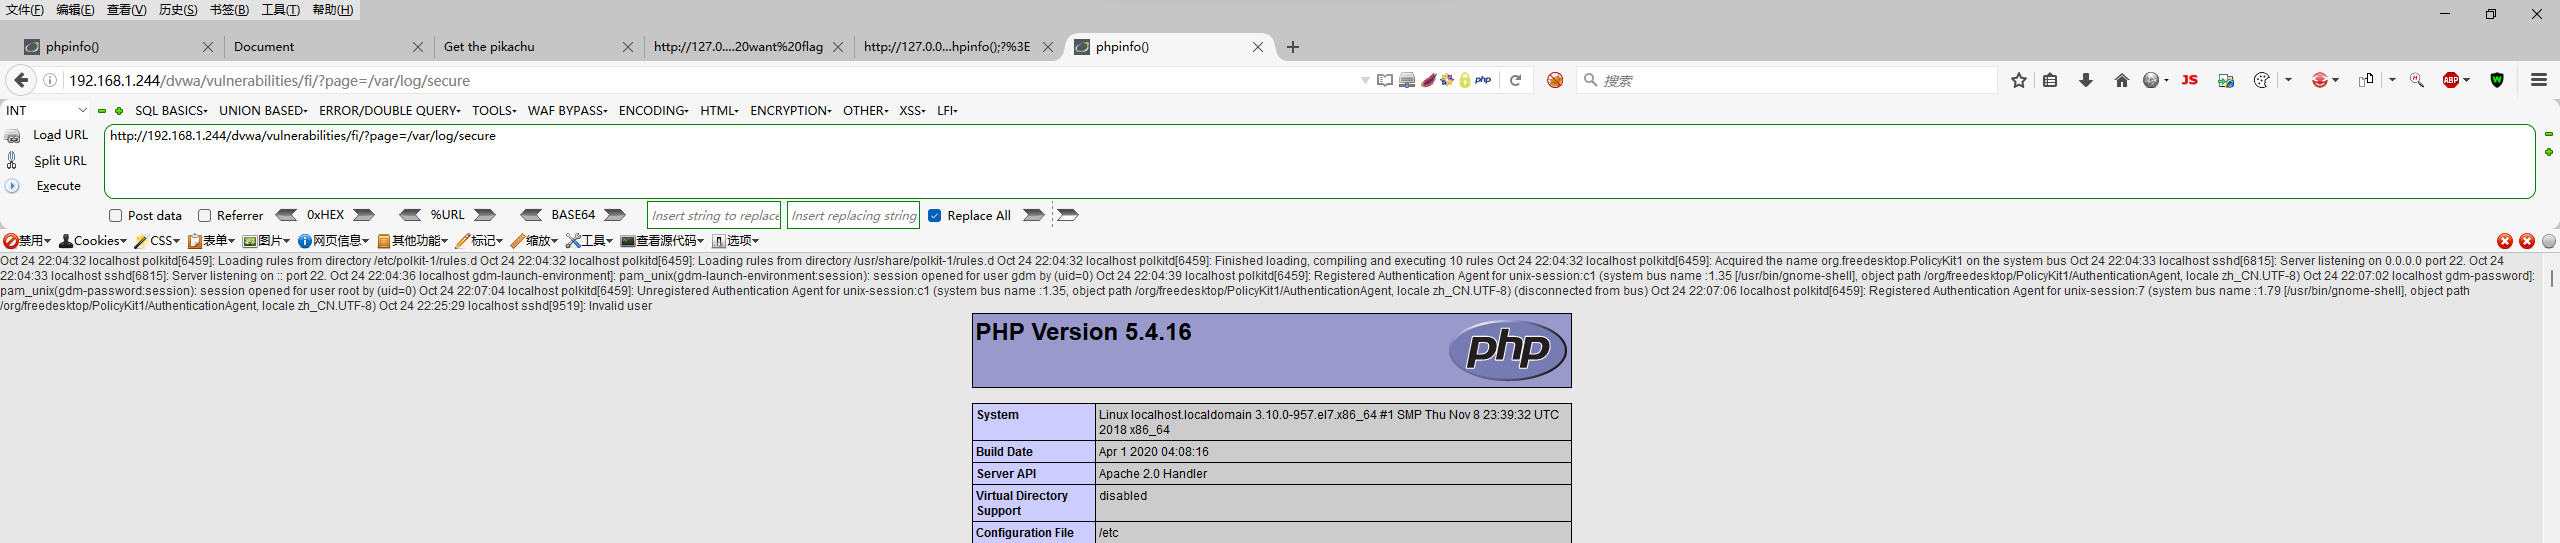 文件(F) 编辑(E) 查看(V) 历史(S) 书签(B) 工具(T) 帮助(H)
phpinfo() Document Get the pikachu http://127.0....20want%20flag http://127.0.0...hpinfo();?%3E phpinfo()
192.168.1.244/dvwa/vulnerabilities/fi/?page=/var/log/secure php 搜索 JS ABP
INT SQL BASICS UNION BASED ERROR/DOUBLE QUERY TOOLS WAF BYPASS ENCODING HTML ENCRYPTION OTHER XSS LFI
Load URL http://192.168.1.244/dvwa/vulnerabilities/fi/?page=/var/log/secure
Split URL
Execute
Post data Referrer 0xHEX %URL BASE64 Insert string to replace Insert replacing string Replace All
禁用 Cookies CSS 表单 图片 网页信息 其他功能 标记 缩放 工具 查看源代码 选项
Oct 24 22:04:32 localhost polkitd[6459]: Loading rules from directory /etc/polkit-1/rules.d Oct 24 22:04:32 localhost polkitd[6459]: Loading rules from directory /usr/share/polkit-1/rules.d Oct 24 22:04:32 localhost polkitd[6459]: Finished loading, compiling and executing 10 rules Oct 24 22:04:32 localhost polkitd[6459]: Acquired the name org.freedesktop.PolicyKit1 on the system bus Oct 24 22:04:33 localhost sshd[6815]: Server listening on 0.0.0.0 port 22. Oct 24
22:04:33 localhost sshd[6815]: Server listening on :: port 22. Oct 24 22:04:36 localhost gdm-launch-environment]: pam_unix(gdm-launch-environment:session): session opened for user gdm by (uid=0) Oct 24 22:04:39 localhost polkitd[6459]: Registered Authentication Agent for unix-session:c1 (system bus name :1.35 [/usr/bin/gnome-shell], object path /org/freedesktop/PolicyKit1/AuthenticationAgent, locale zh_CN.UTF-8) Oct 24 22:07:02 localhost gdm-password]:
pam_unix(gdm-password:session): session opened for user root by (uid=0) Oct 24 22:07:04 localhost polkitd[6459]: Unregistered Authentication Agent for unix-session:c1 (system bus name :1.35, object path /org/freedesktop/PolicyKit1/AuthenticationAgent, locale zh_CN.UTF-8) (disconnected from bus) Oct 24 22:07:06 localhost polkitd[6459]: Registered Authentication Agent for unix-session:7 (system bus name :1.79 [/usr/bin/gnome-shell], object path
/org/freedesktop/PolicyKit1/AuthenticationAgent, locale zh_CN.UTF-8) Oct 24 22:25:29 localhost sshd[9519]: Invalid user
PHP Version 5.4.16 php
System Linux localhost.localdomain 3.10.0-957.el7.x86_64 #1 SMP Thu Nov 8 23:39:32 UTC
2018 x86_64
Build Date Apr 1 2020 04:08:16
Server API Apache 2.0 Handler
Virtual Directory disabled
Support
Configuration File /etc